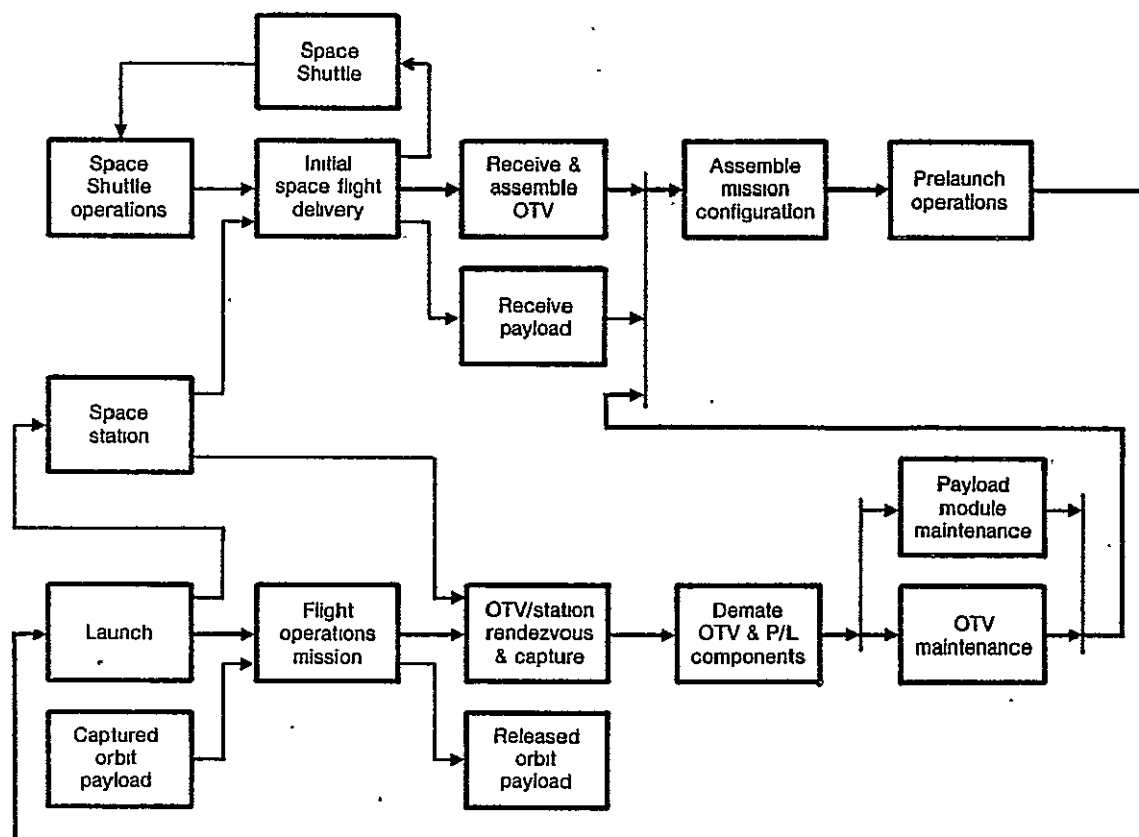 Space
Shuttle
Space
Shuttle
operations
Initial
space flight
delivery
Receive &
assemble
OTV
Assemble
mission
configuration
Prelaunch
operations
Receive
payload
Space
station
Payload
module
maintenance
Launch
Flight
operations
mission
OTV/station
rendezvous
& capture
Demate
OTV & P/L
components
OTV
maintenance
Captured
orbit
payload
Released
orbit
payload